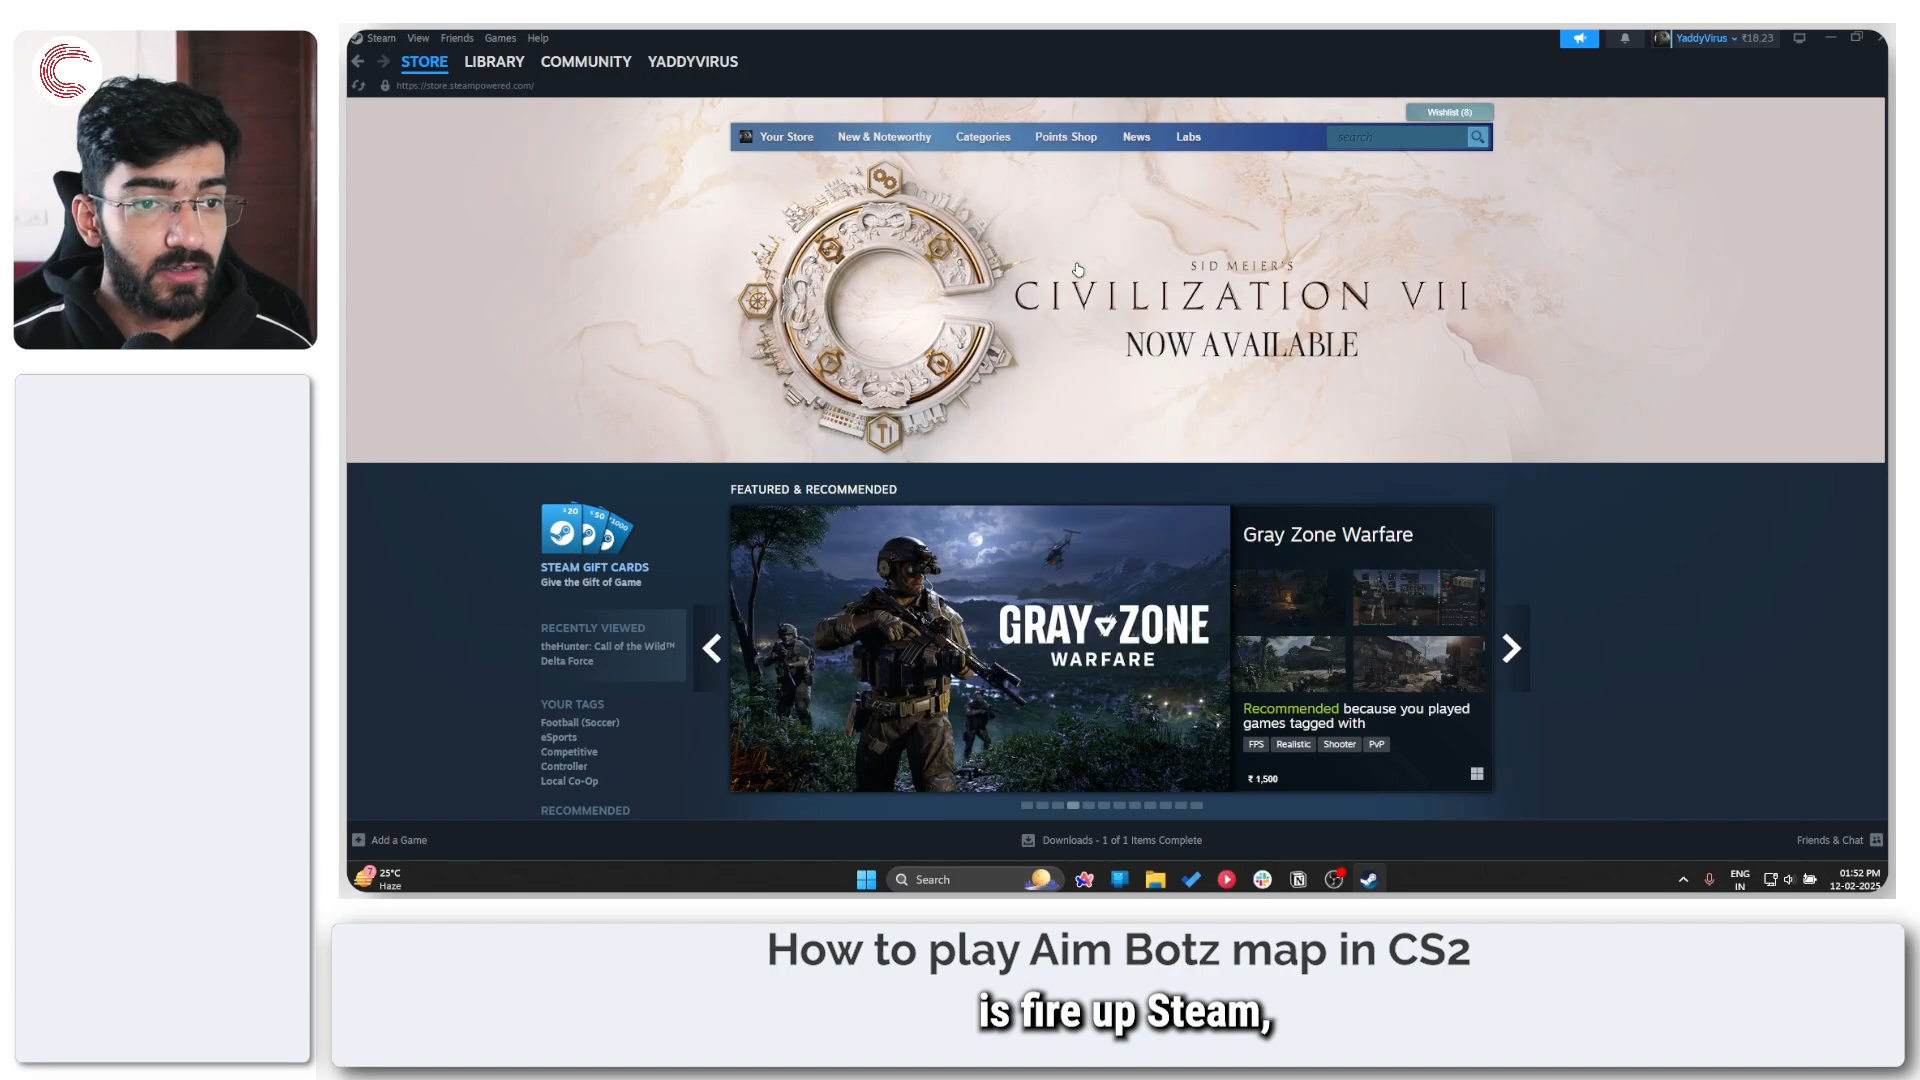 Steam View Friends Games Help
YaddyVirus ₹18.23
STORE LIBRARY COMMUNITY YADDYVIRUS
https://store.steampowered.com/
Wishlist (8)
Your Store New & Noteworthy Categories Points Shop News Labs search
SID MEIER'S
CIVILIZATION VII
NOW AVAILABLE
FEATURED & RECOMMENDED
STEAM GIFT CARDS
Give the Gift of Game
RECENTLY VIEWED
theHunter: Call of the Wild™
Delta Force
YOUR TAGS
Football (Soccer)
eSports
Competitive
Controller
Local Co-Op
RECOMMENDED
GRAY ZONE
WARFARE
Gray Zone Warfare
Recommended because you played
games tagged with
FPS Realistic Shooter PvP
₹ 1,500
Add a Game
Downloads - 1 of 1 Items Complete
Friends & Chat
7
25°C
Haze
Search
ENG
IN
01:52 PM
12-02-2025
How to play Aim Botz map in CS2
is fire up Steam,